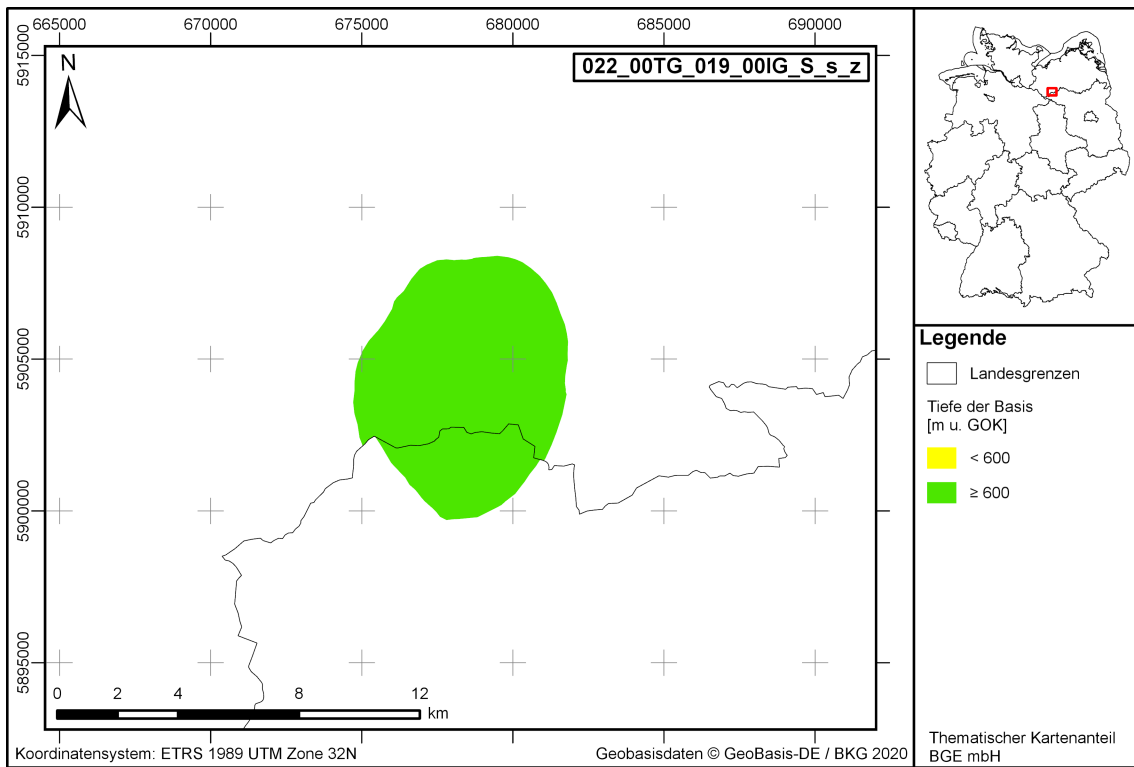 665000 670000 675000 680000 685000 690000
5915000
5910000
5905000
5900000
5895000
N
022_00TG_019_00IG_S_s_z
0 2 4 8 12
km
Koordinatensystem: ETRS 1989 UTM Zone 32N
Geobasisdaten © GeoBasis-DE / BKG 2020
Legende
Landesgrenzen
Tiefe der Basis
[m u. GOK]
< 600
≥ 600
Thematischer Kartenanteil
BGE mbH